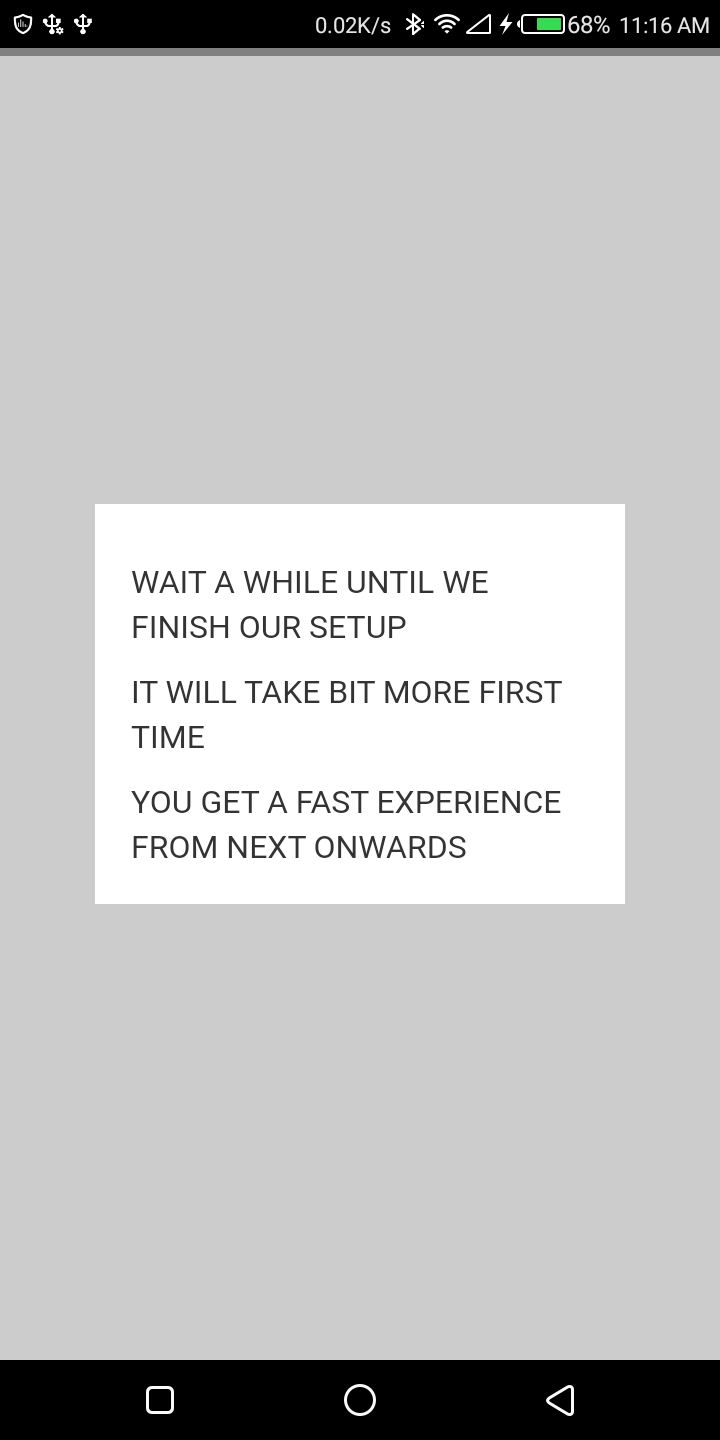 0.02K/s 68% 11:16 AM
WAIT A WHILE UNTIL WE
FINISH OUR SETUP
IT WILL TAKE BIT MORE FIRST
TIME
YOU GET A FAST EXPERIENCE
FROM NEXT ONWARDS